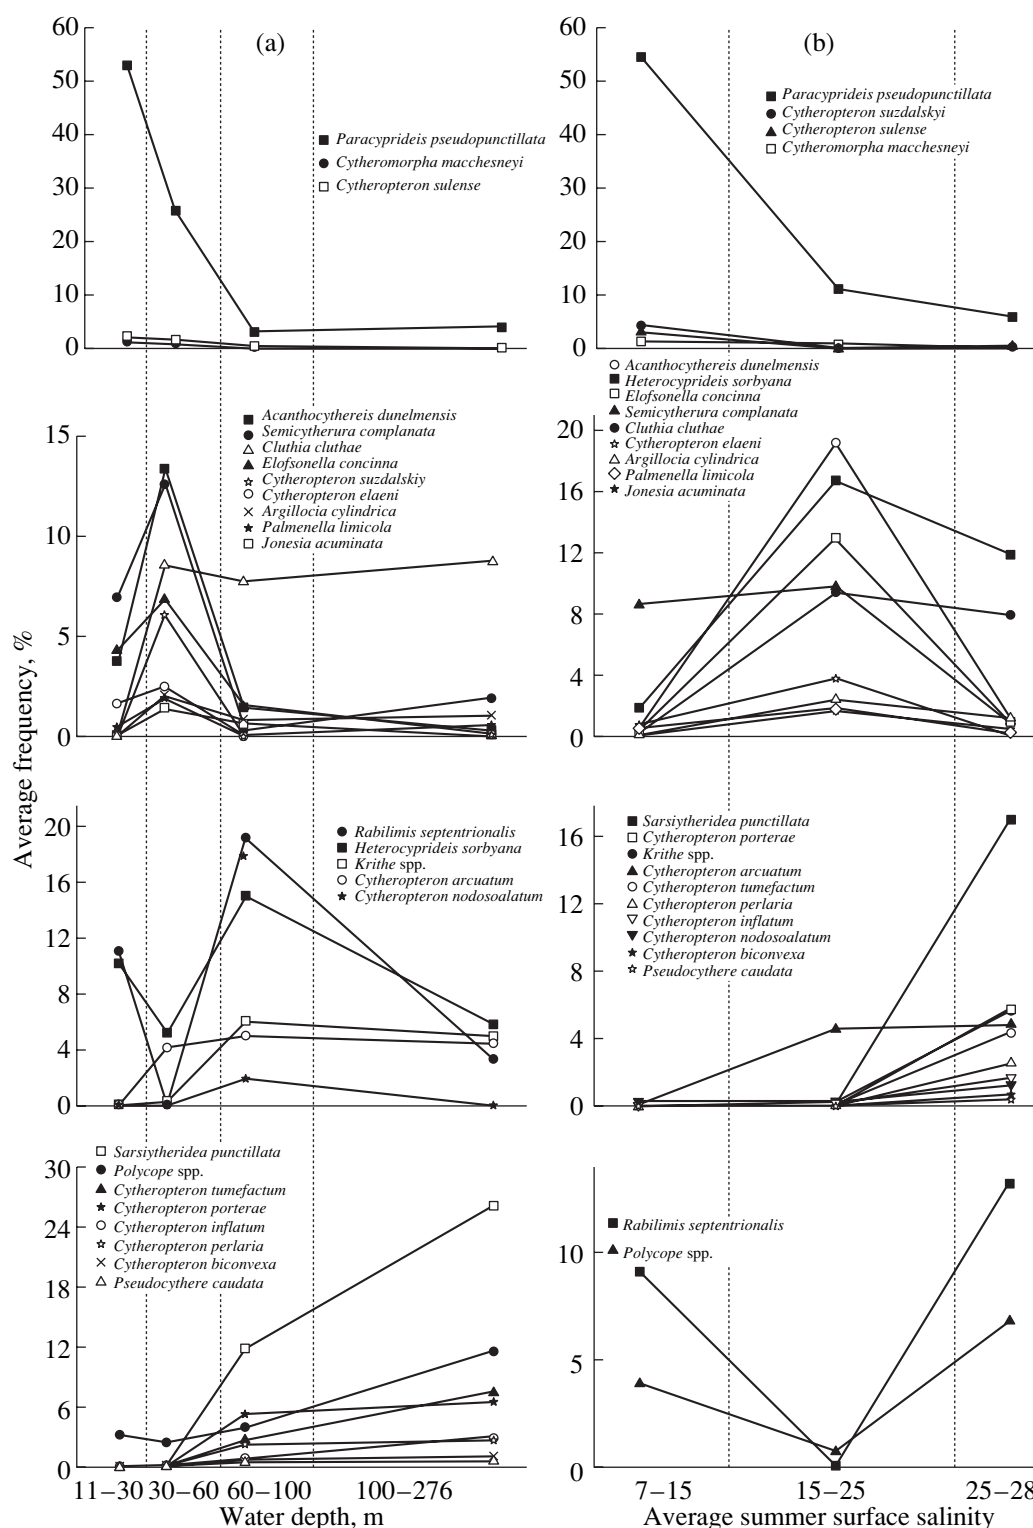 (a)
60
50
40
30
20
10
0
Paracyprideis pseudopunctillata
Cytheromorpha macchesneyi
Cytheropteron sulense
(b)
60
50
40
30
20
10
0
Paracyprideis pseudopunctillata
Cytheropteron suzdalskyi
Cytheropteron sulense
Cytheromorpha macchesneyi
Average frequency, %
15
10
5
0
Acanthocythereis dunelmensis
Semicytherura complanata
Cluthia cluthae
Elofsonella concinna
Cytheropteron suzdalskiy
Cytheropteron elaeni
Argillocia cylindrica
Palmenella limicola
Jonesia acuminata
20
16
12
8
4
0
Acanthocythereis dunelmensis
Heterocyprideis sorbyana
Elofsonella concinna
Semicytherura complanata
Cluthia cluthae
Cytheropteron elaeni
Argillocia cylindrica
Palmenella limicola
Jonesia acuminata
20
16
12
8
4
0
Rabilimis septentrionalis
Heterocyprideis sorbyana
Krithe spp.
Cytheropteron arcuatum
Cytheropteron nodosoalatum
16
12
8
4
0
Sarsiytheridea punctillata
Cytheropteron porterae
Krithe spp.
Cytheropteron arcuatum
Cytheropteron tumefactum
Cytheropteron perlaria
Cytheropteron inflatum
Cytheropteron nodosoalatum
Cytheropteron biconvexa
Pseudocythere caudata
30
24
18
12
6
0
Sarsiytheridea punctillata
Polycope spp.
Cytheropteron tumefactum
Cytheropteron porterae
Cytheropteron inflatum
Cytheropteron perlaria
Cytheropteron biconvexa
Pseudocythere caudata
11–30 30–60 60–100 100–276
Water depth, m
10
5
0
Rabilimis septentrionalis
Polycope spp.
7–15 15–25 25–28
Average summer surface salinity